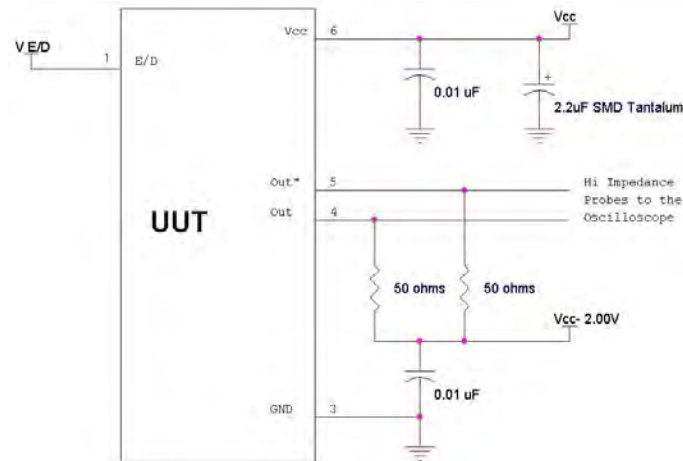 Vcc 6 Vcc
V E/D
1 E/D
0.01 uF
+
2.2uF SMD Tantalum
Out* 5 Hi Impedance
Probes to the
Out 4 Oscilloscope
UUT
50 ohms 50 ohms
Vcc- 2.00V
0.01 uF
GND 3